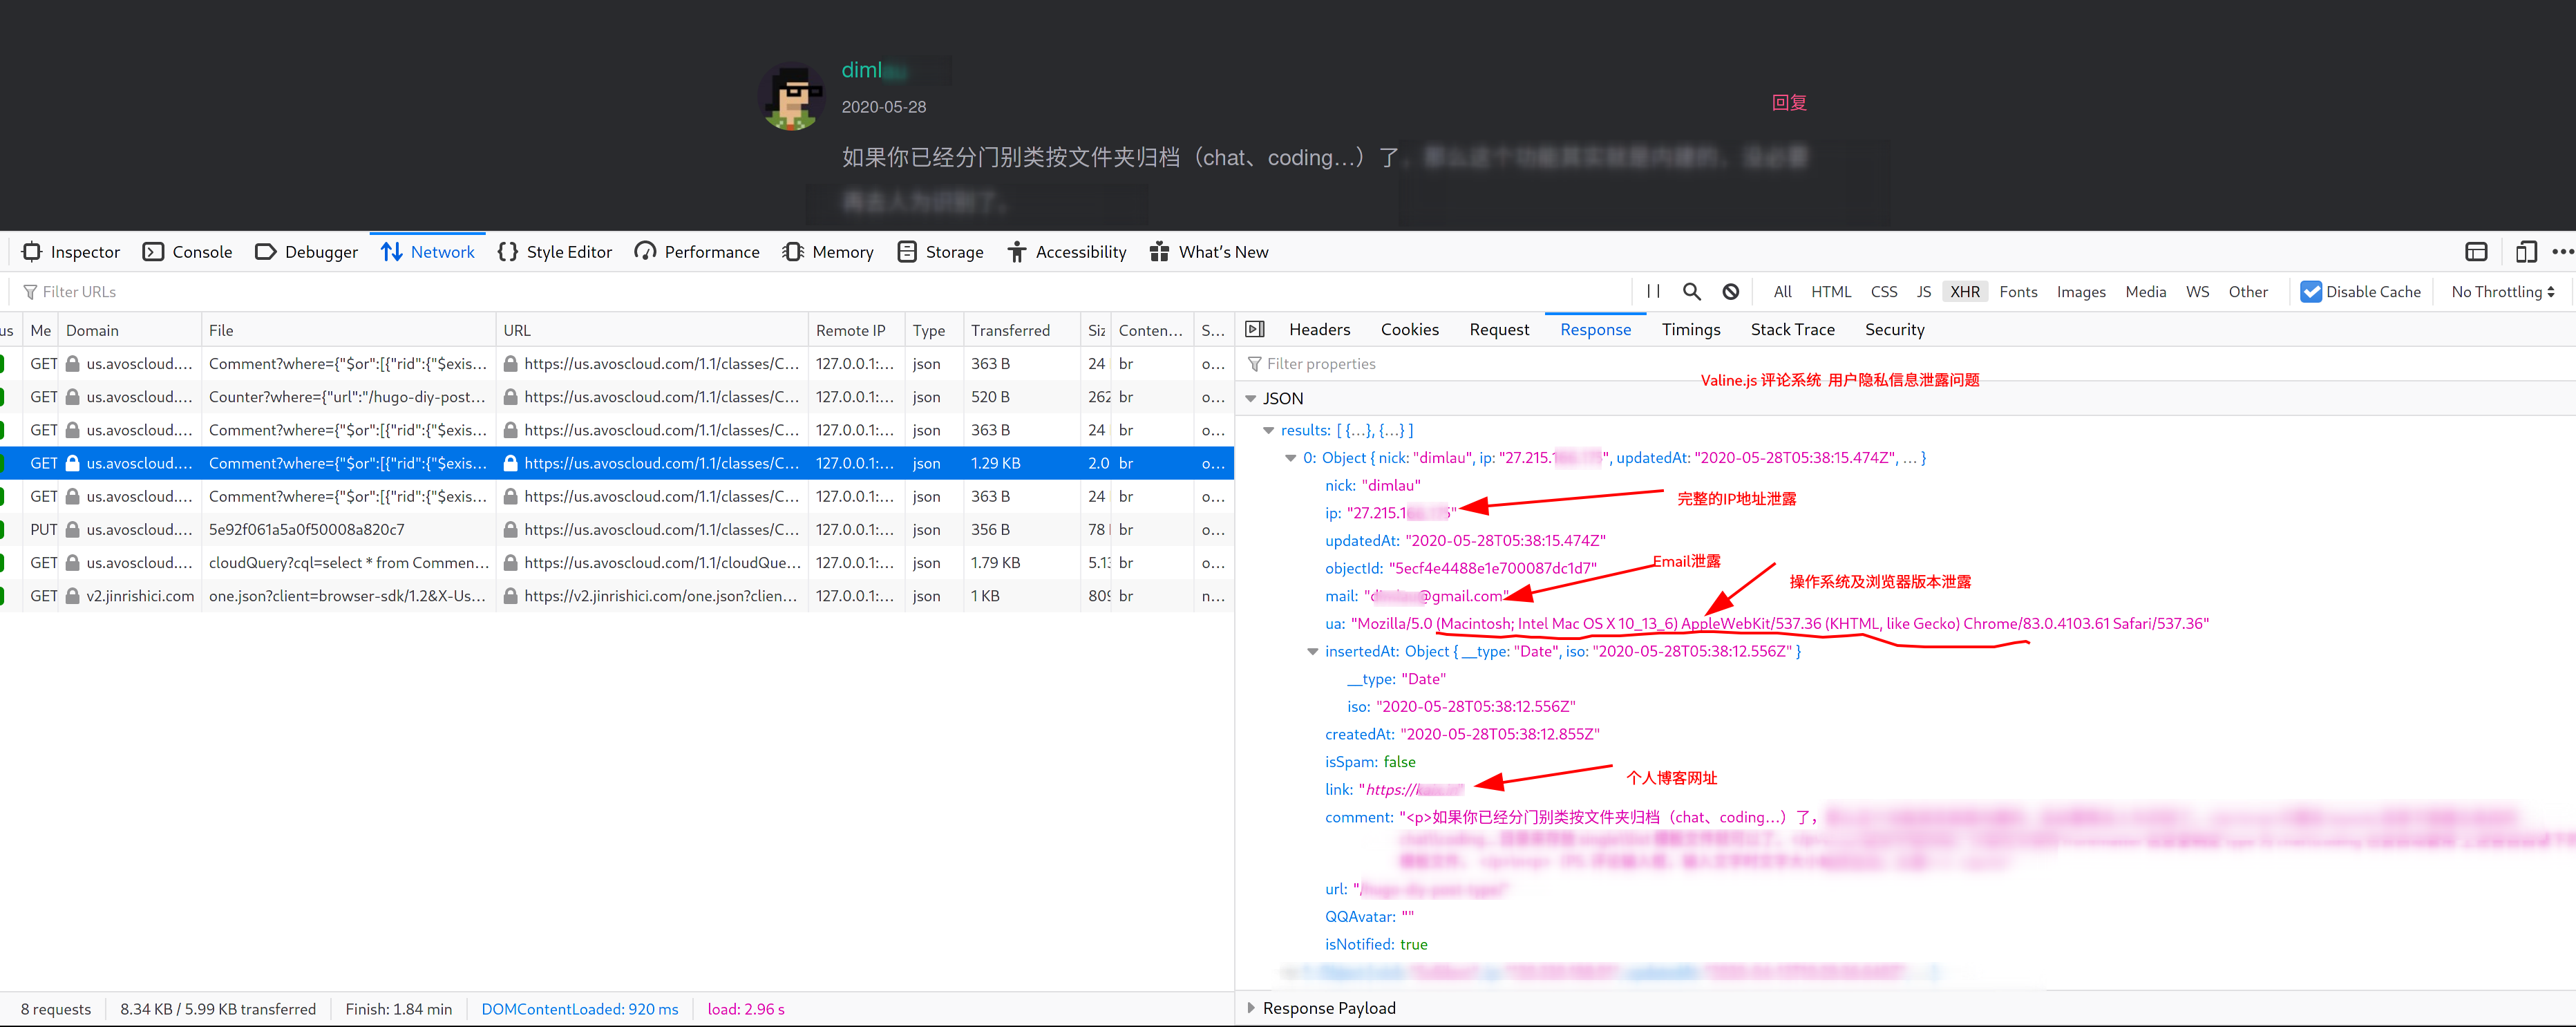 diml
2020-05-28
回复
如果你已经分门别类按文件夹归档（chat、coding...）了
Inspector Console Debugger Network Style Editor Performance Memory Storage Accessibility What's New
Filter URLs All HTML CSS JS XHR Fonts Images Media WS Other Disable Cache No Throttling
us Me Domain File URL Remote IP Type Transferred Siz Conten... S...
GET us.avoscloud.... Comment?where={"$or":[{"rid":{"$exis... https://us.avoscloud.com/1.1/classes/C... 127.0.0.1:... json 363 B 24 br o...
GET us.avoscloud.... Counter?where={"url":"/hugo-diy-post... https://us.avoscloud.com/1.1/classes/C... 127.0.0.1:... json 520 B 262 br o...
GET us.avoscloud.... Comment?where={"$or":[{"rid":{"$exis... https://us.avoscloud.com/1.1/classes/C... 127.0.0.1:... json 363 B 24 br o...
GET us.avoscloud.... Comment?where={"$or":[{"rid":{"$exis... https://us.avoscloud.com/1.1/classes/C... 127.0.0.1:... json 1.29 KB 2.0 br o...
GET us.avoscloud.... Comment?where={"$or":[{"rid":{"$exis... https://us.avoscloud.com/1.1/classes/C... 127.0.0.1:... json 363 B 24 br o...
PUT us.avoscloud.... 5e92f061a5a0f50008a820c7 https://us.avoscloud.com/1.1/classes/C... 127.0.0.1:... json 356 B 78 br o...
GET us.avoscloud.... cloudQuery?cql=select * from Commen... https://us.avoscloud.com/1.1/cloudQue... 127.0.0.1:... json 1.79 KB 5.13 br o...
GET v2.jinrishici.com one.json?client=browser-sdk/1.2&X-Us... https://v2.jinrishici.com/one.json?clien... 127.0.0.1:... json 1 KB 809 br n...
8 requests 8.34 KB / 5.99 KB transferred Finish: 1.84 min DOMContentLoaded: 920 ms load: 2.96 s
Headers Cookies Request Response Timings Stack Trace Security
Filter properties
Valine.js 评论系统 用户隐私信息泄露问题
JSON
results: [ {...}, {...} ]
0: Object { nick: "dimlau", ip: "27.215.1 ", updatedAt: "2020-05-28T05:38:15.474Z", ... }
nick: "dimlau"
ip: "27.215.1 " 完整的IP地址泄露
updatedAt: "2020-05-28T05:38:15.474Z"
objectId: "5ecf4e4488e1e700087dc1d7" Email泄露
操作系统及浏览器版本泄露
mail: "d @gmail.com"
ua: "Mozilla/5.0 (Macintosh; Intel Mac OS X 10_13_6) AppleWebKit/537.36 (KHTML, like Gecko) Chrome/83.0.4103.61 Safari/537.36"
insertedAt: Object { __type: "Date", iso: "2020-05-28T05:38:12.556Z" }
__type: "Date"
iso: "2020-05-28T05:38:12.556Z"
createdAt: "2020-05-28T05:38:12.855Z"
isSpam: false
个人博客网址
link: "https:// "
comment: "<p>如果你已经分门别类按文件夹归档（chat、coding...）了，
url: "/
QQAvatar: ""
isNotified: true
Response Payload